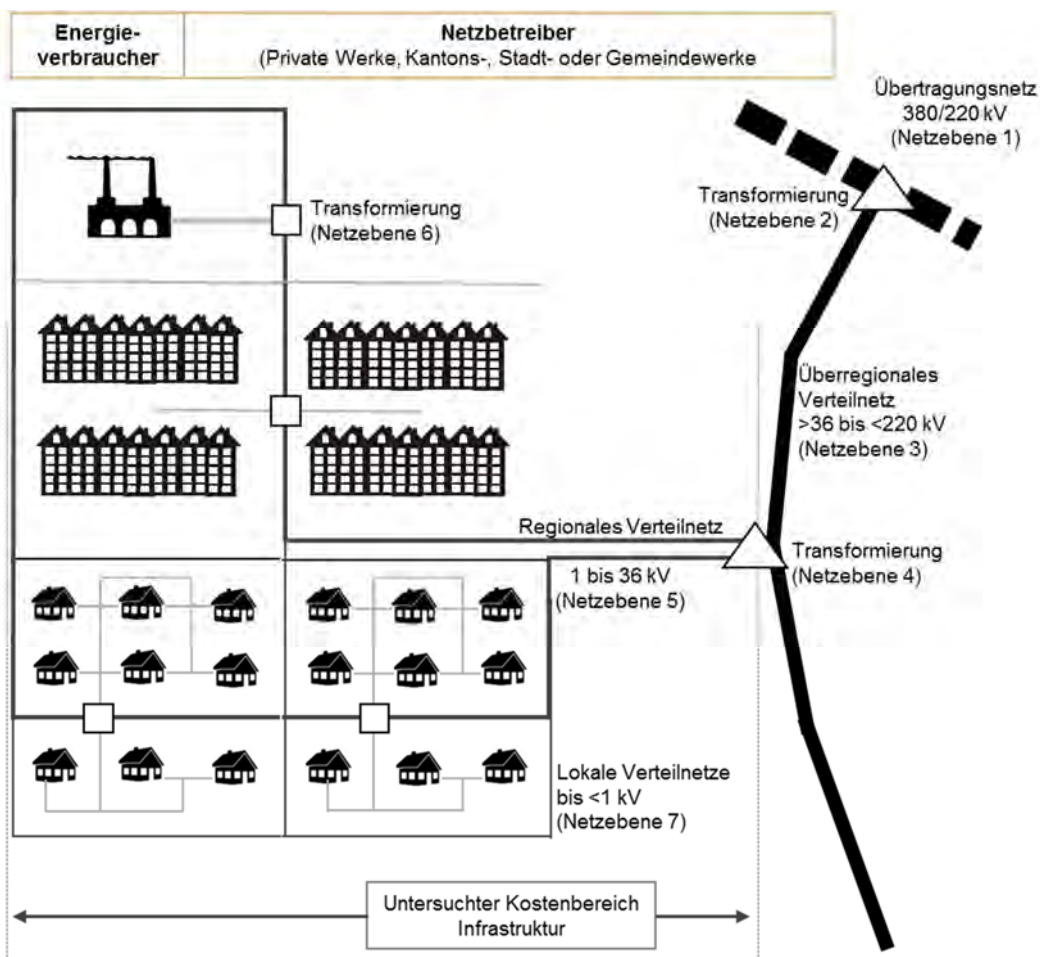 Energie-
verbraucher
Netzbetreiber
(Private Werke, Kantons-, Stadt- oder Gemeindewerke
Übertragungsnetz
380/220 kV
(Netzebene 1)
Transformierung
(Netzebene 2)
Transformierung
(Netzebene 6)
Überregionales
Verteilnetz
>36 bis <220 kV
(Netzebene 3)
Regionales Verteilnetz
Transformierung
(Netzebene 4)
1 bis 36 kV
(Netzebene 5)
Lokale Verteilnetze
bis <1 kV
(Netzebene 7)
Untersuchter Kostenbereich
Infrastruktur